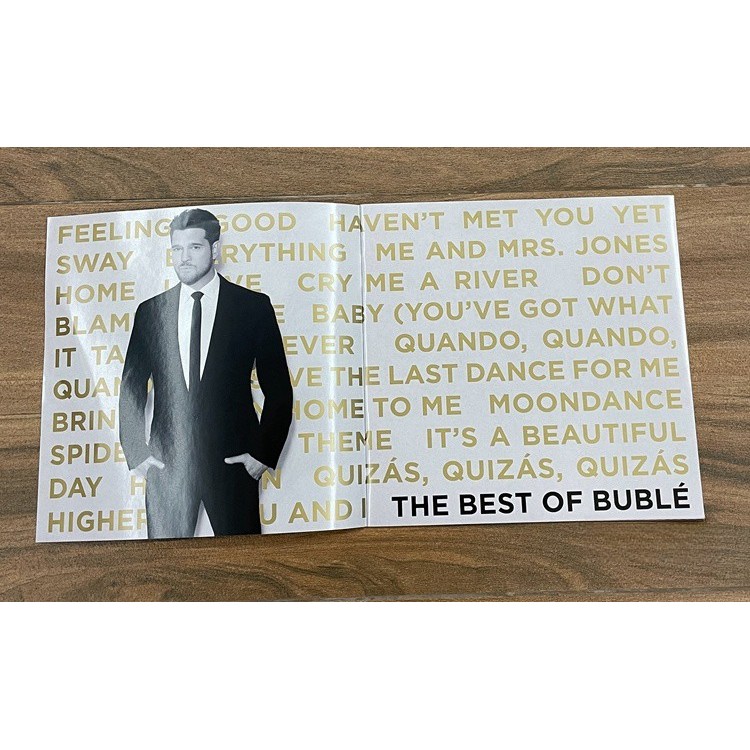 FEELING GOOD HAVEN'T MET YOU YET
SWAY EVERYTHING ME AND MRS. JONES
HOME CRY ME A RIVER DON'T
BLAM BABY (YOU'VE GOT WHAT
IT TA EVER QUANDO, QUANDO,
QUAN VE THE LAST DANCE FOR ME
BRIN HOME TO ME MOONDANCE
SPIDE THEME IT'S A BEAUTIFUL
DAY QUIZÁS, QUIZÁS, QUIZÁS
HIGHER U AND I THE BEST OF BUBLÉ